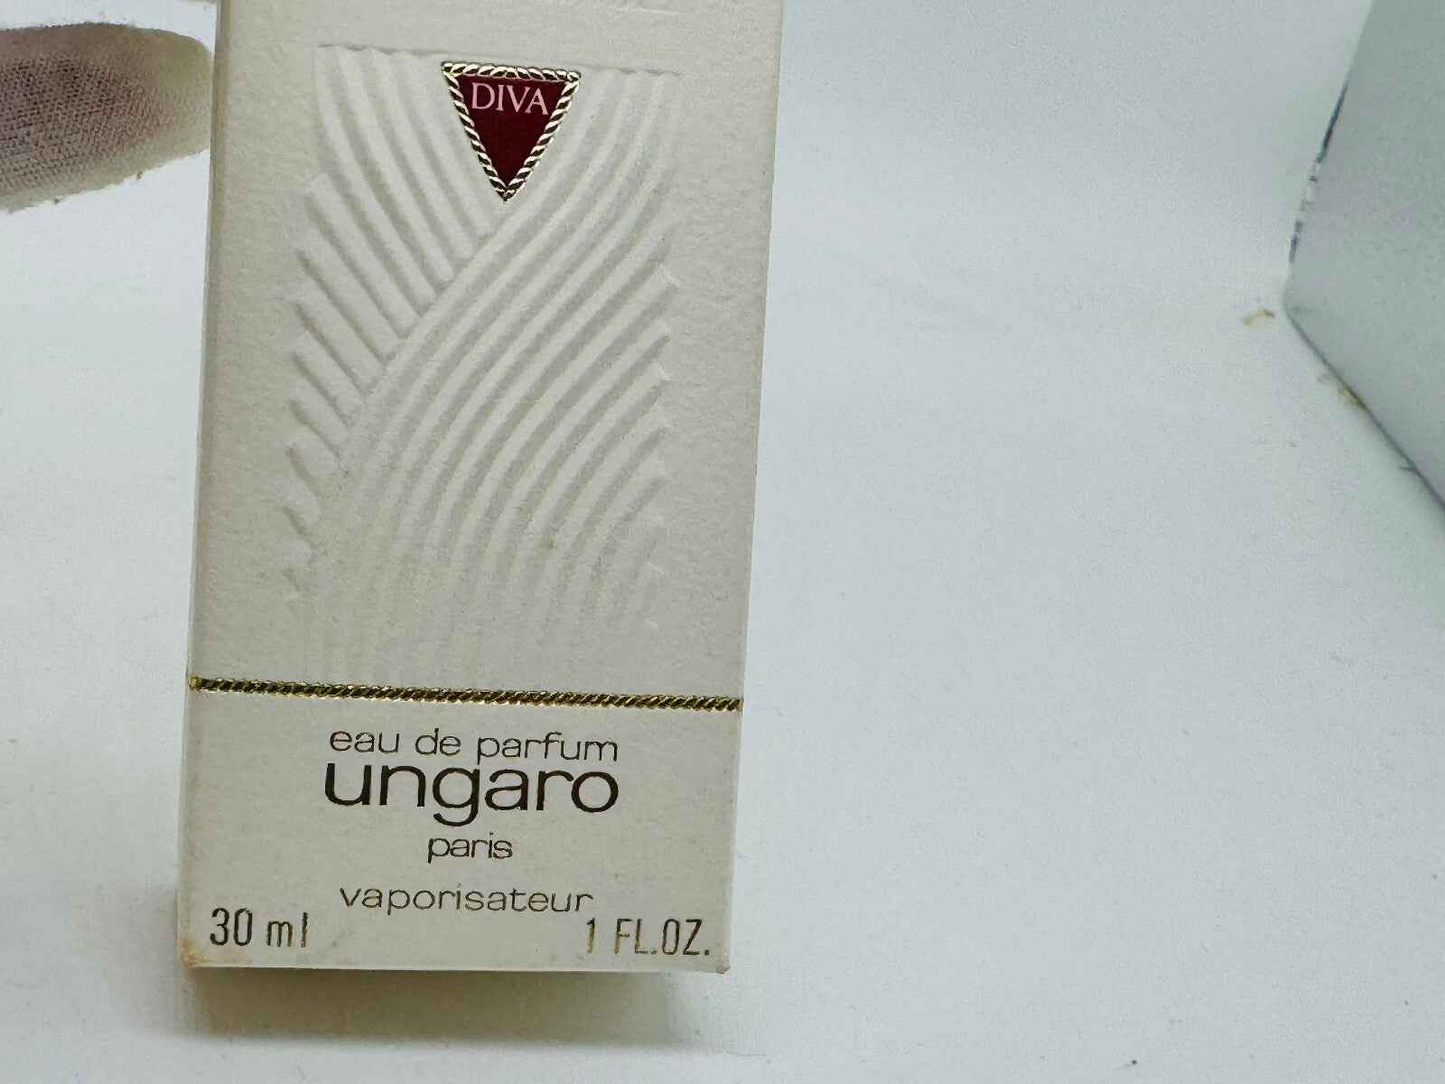 DIVA
eau de parfum
ungaro
paris
vaporisateur
30 ml 1 FL.OZ.